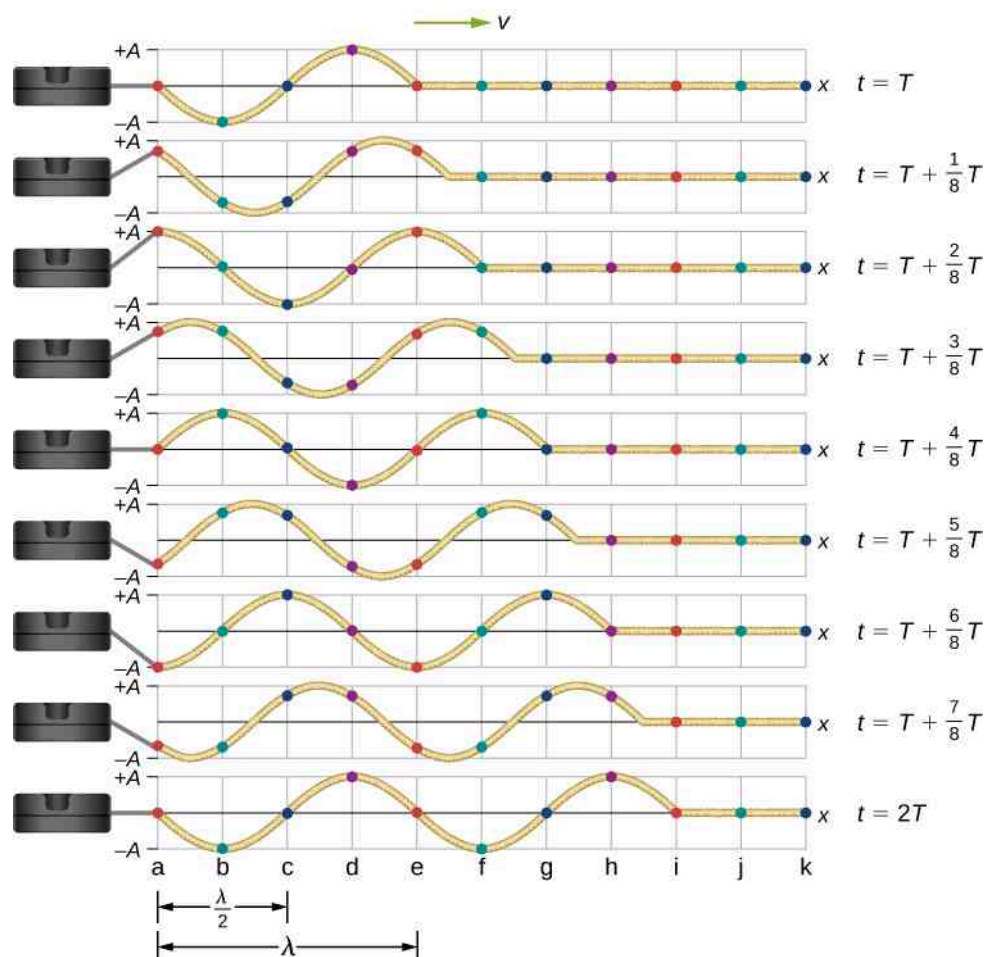 v
+A
–A
x
t = T
+A
–A
x
t = T + 1/8 T
+A
–A
x
t = T + 2/8 T
+A
–A
x
t = T + 3/8 T
+A
–A
x
t = T + 4/8 T
+A
–A
x
t = T + 5/8 T
+A
–A
x
t = T + 6/8 T
+A
–A
x
t = T + 7/8 T
+A
–A
x
t = 2T
a b c d e f g h i j k
λ/2
λ